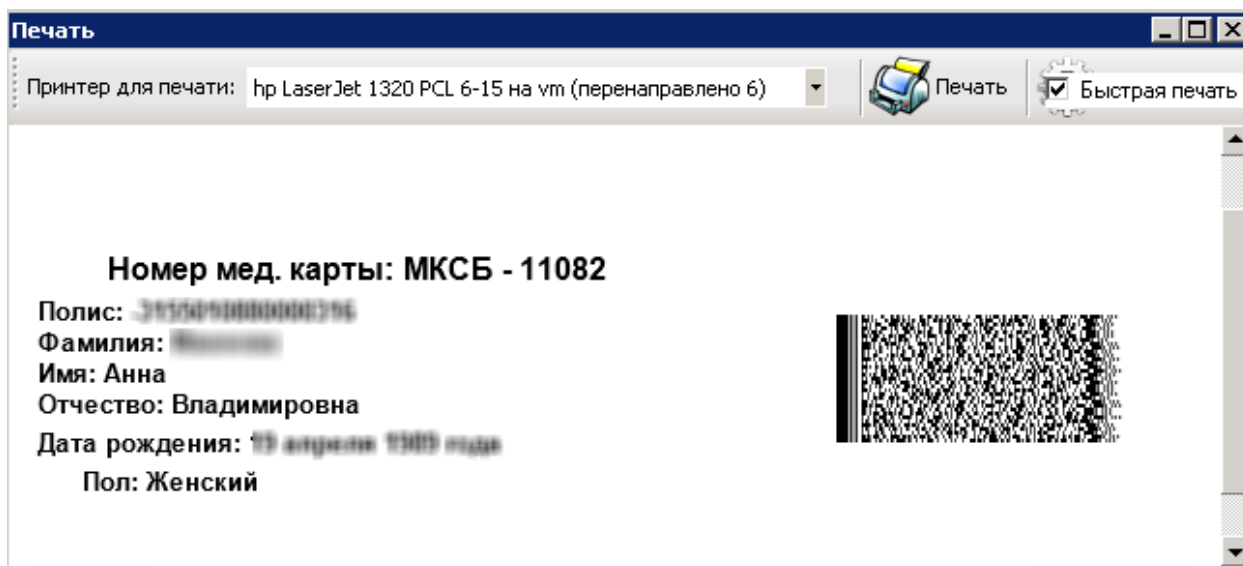 Печать
Принтер для печати: hp LaserJet 1320 PCL 6-15 на vm (перенаправлено 6) Печать Быстрая печать
Номер мед. карты: МКСБ - 11082
Полис:
Фамилия:
Имя: Анна
Отчество: Владимировна
Дата рождения:
Пол: Женский